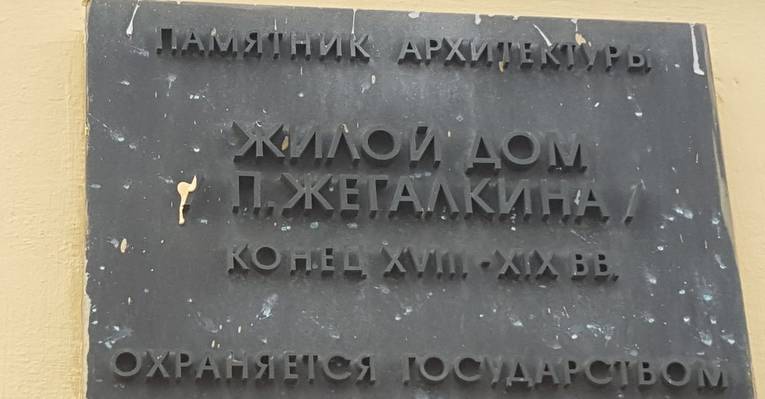 ПАМЯТНИК АРХИТЕКТУРЫ
ЖИЛОЙ ДОМ
П.ЖЕГАЛКИНА,
КОНЕЦ XVIII-XIX ВВ.
ОХРАНЯЕТСЯ ГОСУДАРСТВОМ